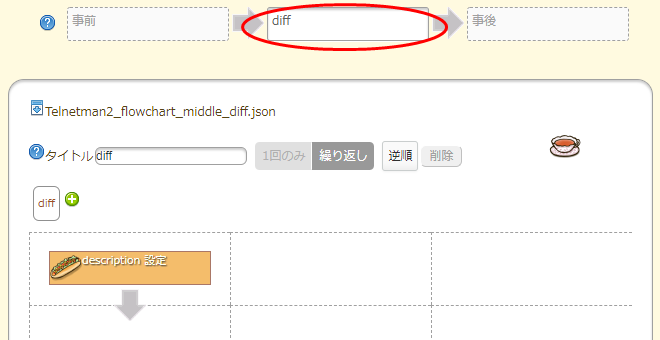 事前 diff 事後
Telnetman2_flowchart_middle_diff.json
タイトル diff 1回のみ 繰り返し 逆順 削除
diff
description 設定